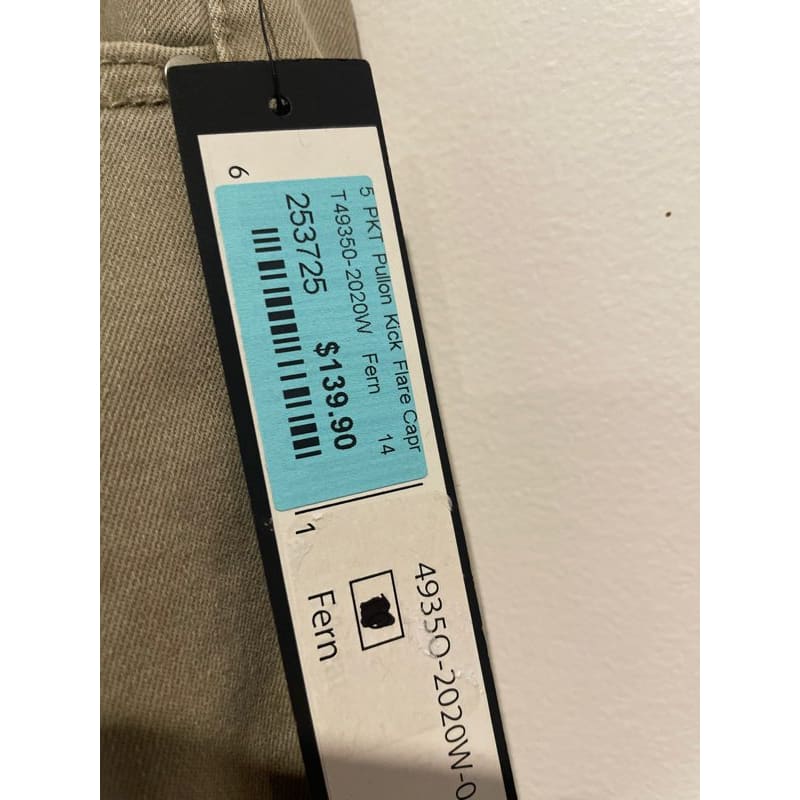 5 PKT Pullon Kick Flare Capr
T49350-2020W Fern 14
253725 $139.90
6
1
49350-2020W-0
Fern